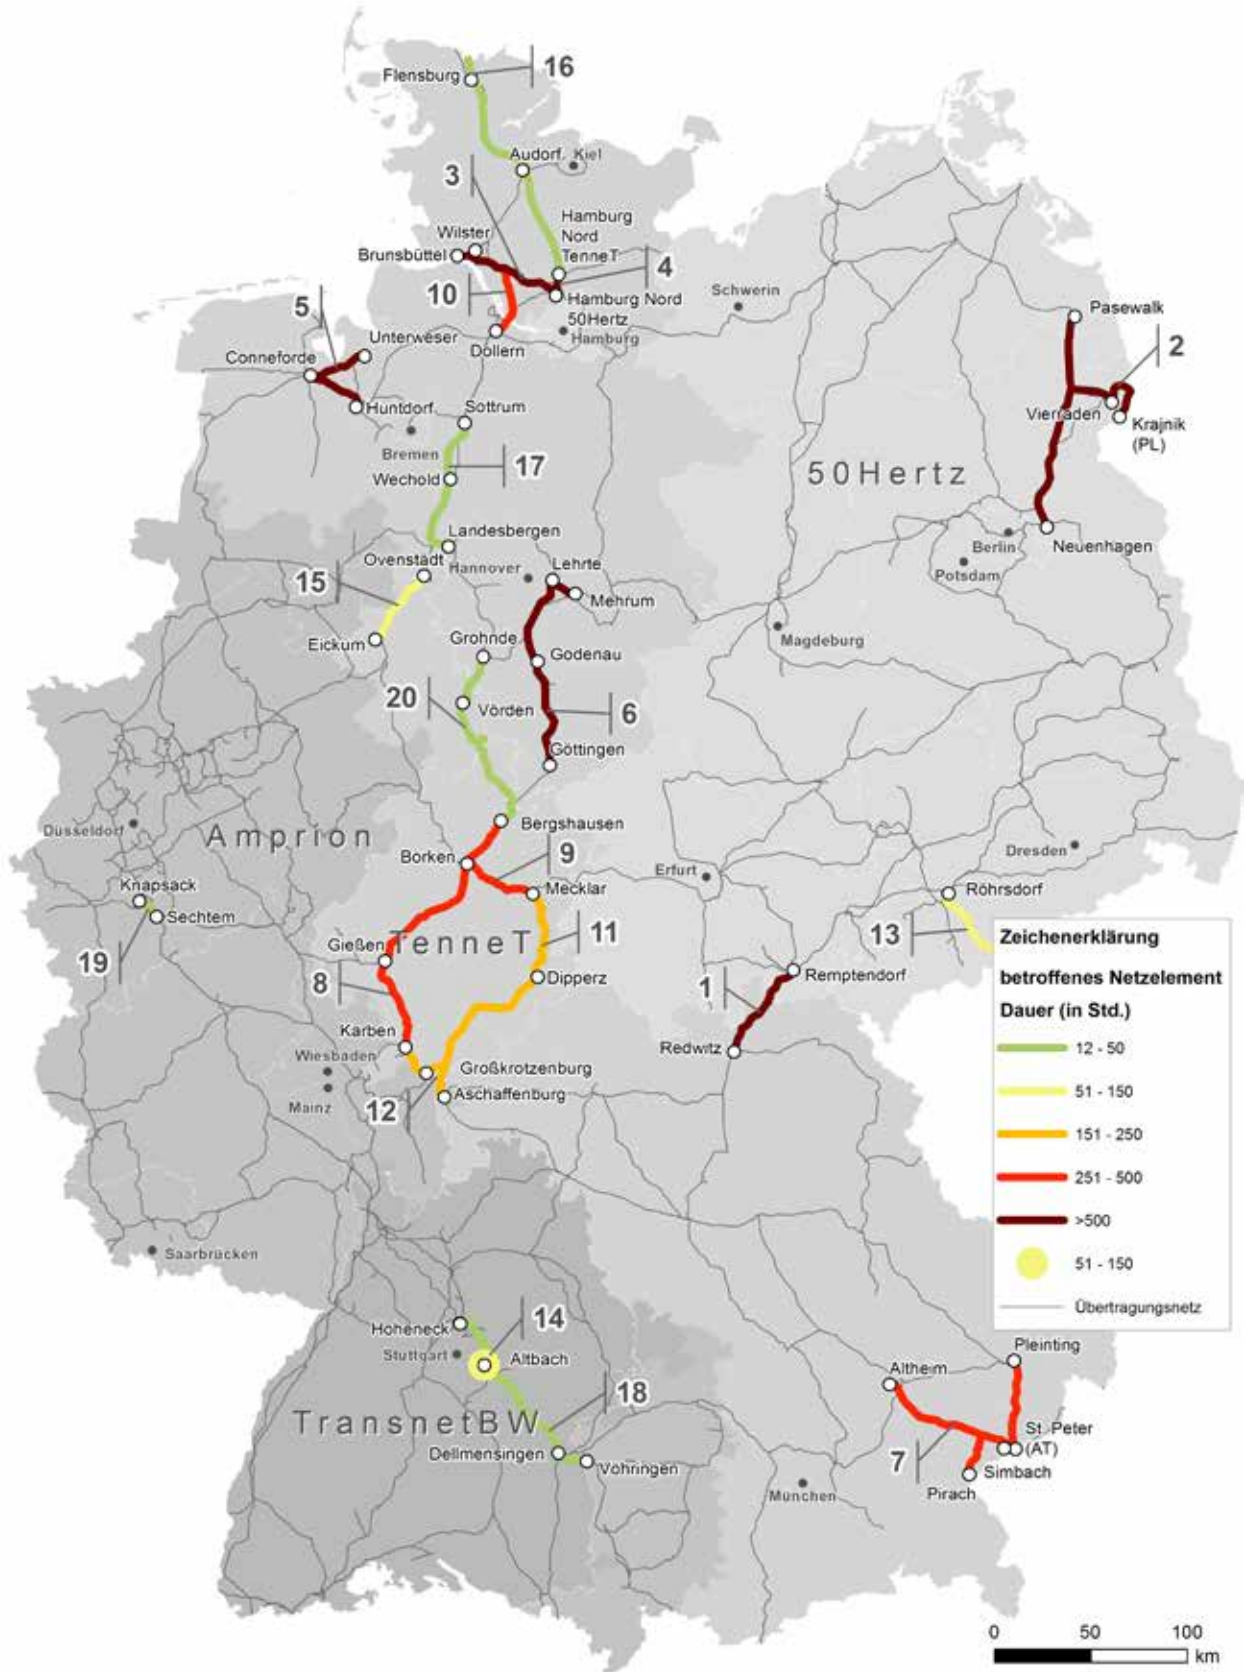 16
Flensburg
Audorf
Kiel
3
Hamburg
Nord
TenneT
Wilster
Brunsbüttel
4
10
Hamburg Nord
50Hertz
Schwerin
5
Hamburg
Pasewalk
Unterweser
Dollern
2
Conneforde
Huntdorf
Sottrum
Vierraden
Krajnik
(PL)
Bremen
17
50Hertz
Wechold
Landesbergen
Berlin
Neuenhagen
Ovenstädt
Hannover
Lehrte
Potsdam
15
Mehrum
Magdeburg
Eickum
Grohnde
Godenau
20
Vörden
6
Göttingen
Düsseldorf
Amprion
Bergshausen
Dresden
Borken
9
Erfurt
Knapsack
Mecklar
Röhrsdorf
Sechtem
Gießen
TenneT
11
13
Zeichenerklärung
19
betroffenes Netzelement
8
Dipperz
1
Remptendorf
Dauer (in Std.)
Karben
Redwitz
12 - 50
Wiesbaden
Großkrotzenburg
Mainz
12
Aschaffenburg
51 - 150
151 - 250
251 - 500
>500
Saarbrücken
51 - 150
Übertragungsnetz
14
Hoheneck
Stuttgart
Altbach
Pleinting
Altheim
18
TransnetBW
St. Peter
(AT)
Dellmensingen
7
Vöhringen
Simbach
Pirach
München
0 50 100
km